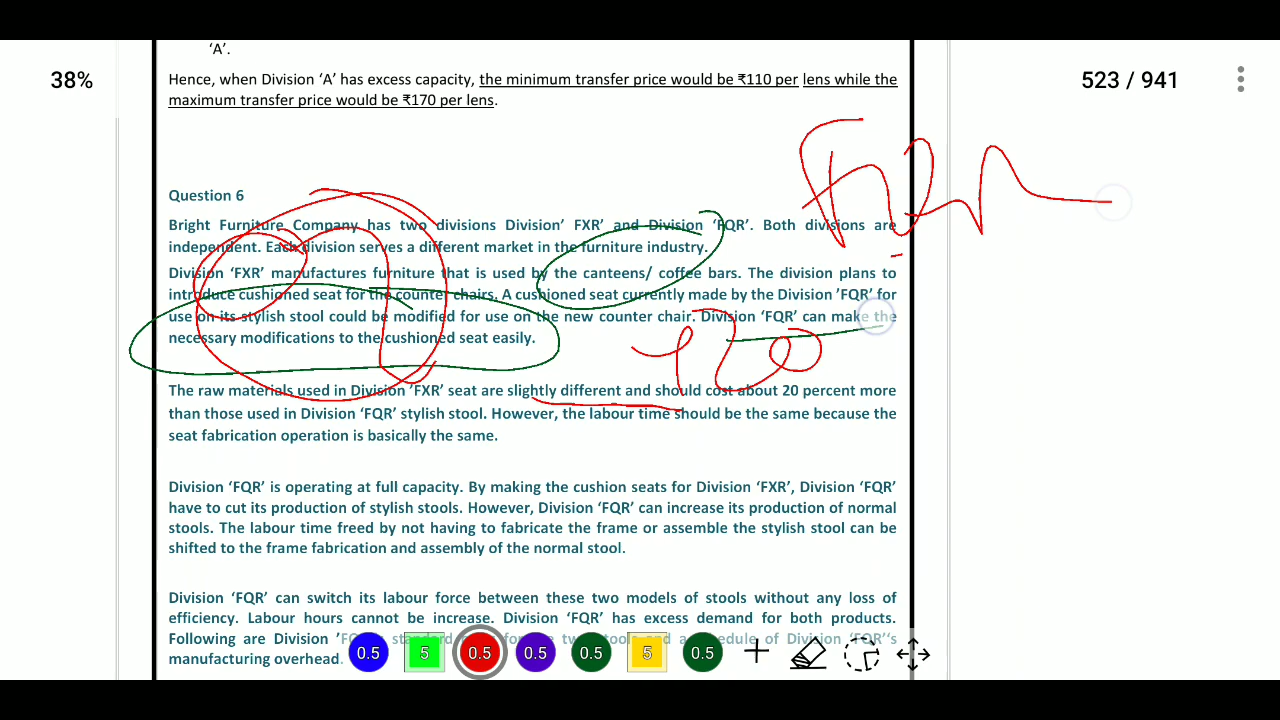 'A'.
38%
523 / 941
Hence, when Division 'A' has excess capacity, the minimum transfer price would be ₹110 per lens while the
maximum transfer price would be ₹170 per lens.
Question 6
Bright Furniture Company has two divisions Division' FXR' and Division 'FQR'. Both divisions are
independent. Each division serves a different market in the furniture industry.
Division 'FXR' manufactures furniture that is used by the canteens/ coffee bars. The division plans to
introduce cushioned seat for the counter chairs. A cushioned seat currently made by the Division 'FQR' for
use on its stylish stool could be modified for use on the new counter chair. Division 'FQR' can make the
necessary modifications to the cushioned seat easily.
The raw materials used in Division 'FXR' seat are slightly different and should cost about 20 percent more
than those used in Division 'FQR' stylish stool. However, the labour time should be the same because the
seat fabrication operation is basically the same.
Division 'FQR' is operating at full capacity. By making the cushion seats for Division 'FXR', Division 'FQR'
have to cut its production of stylish stools. However, Division 'FQR' can increase its production of normal
stools. The labour time freed by not having to fabricate the frame or assemble the stylish stool can be
shifted to the frame fabrication and assembly of the normal stool.
Division 'FQR' can switch its labour force between these two models of stools without any loss of
efficiency. Labour hours cannot be increase. Division 'FQR' has excess demand for both products.
Following are Division of Division 'FQR''s
manufacturing overhead.
0.5 5 0.5 0.5 0.5 5 0.5